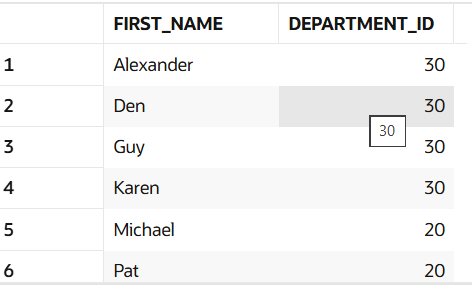 FIRST_NAME DEPARTMENT_ID
1 Alexander 30
2 Den 30
30
3 Guy 30
4 Karen 30
5 Michael 20
6 Pat 20